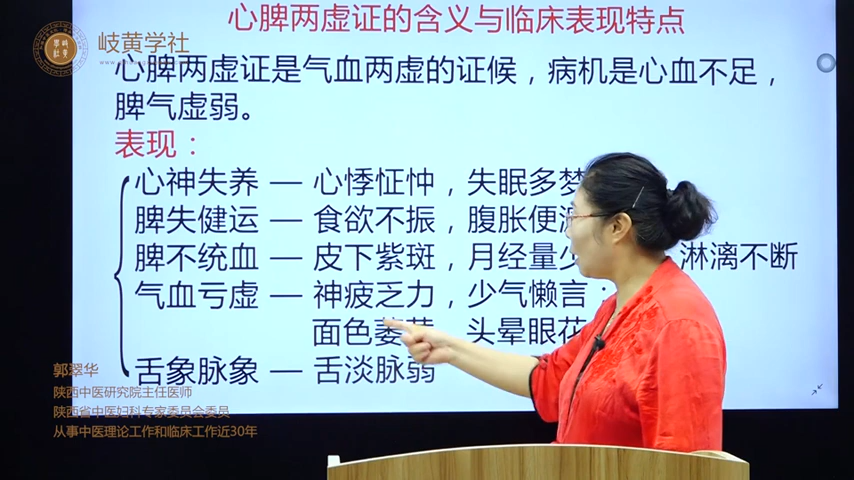 心脾两虚证的含义与临床表现特点
岐黄学社
心脾两虚证是气血两虚的证候，病机是心血不足，
脾气虚弱。
表现：
心神失养 — 心悸怔忡，失眠多梦
脾失健运 — 食欲不振，腹胀便
脾不统血 — 皮下紫斑，月经量少 淋漓不断
气血亏虚 — 神疲乏力，少气懒言；
面色萎黄 头晕眼花
舌象脉象 — 舌淡脉弱
郭翠华
陕西中医研究院主任医师
陕西省中医妇科专家委员会委员
从事中医理论工作和临床工作近30年